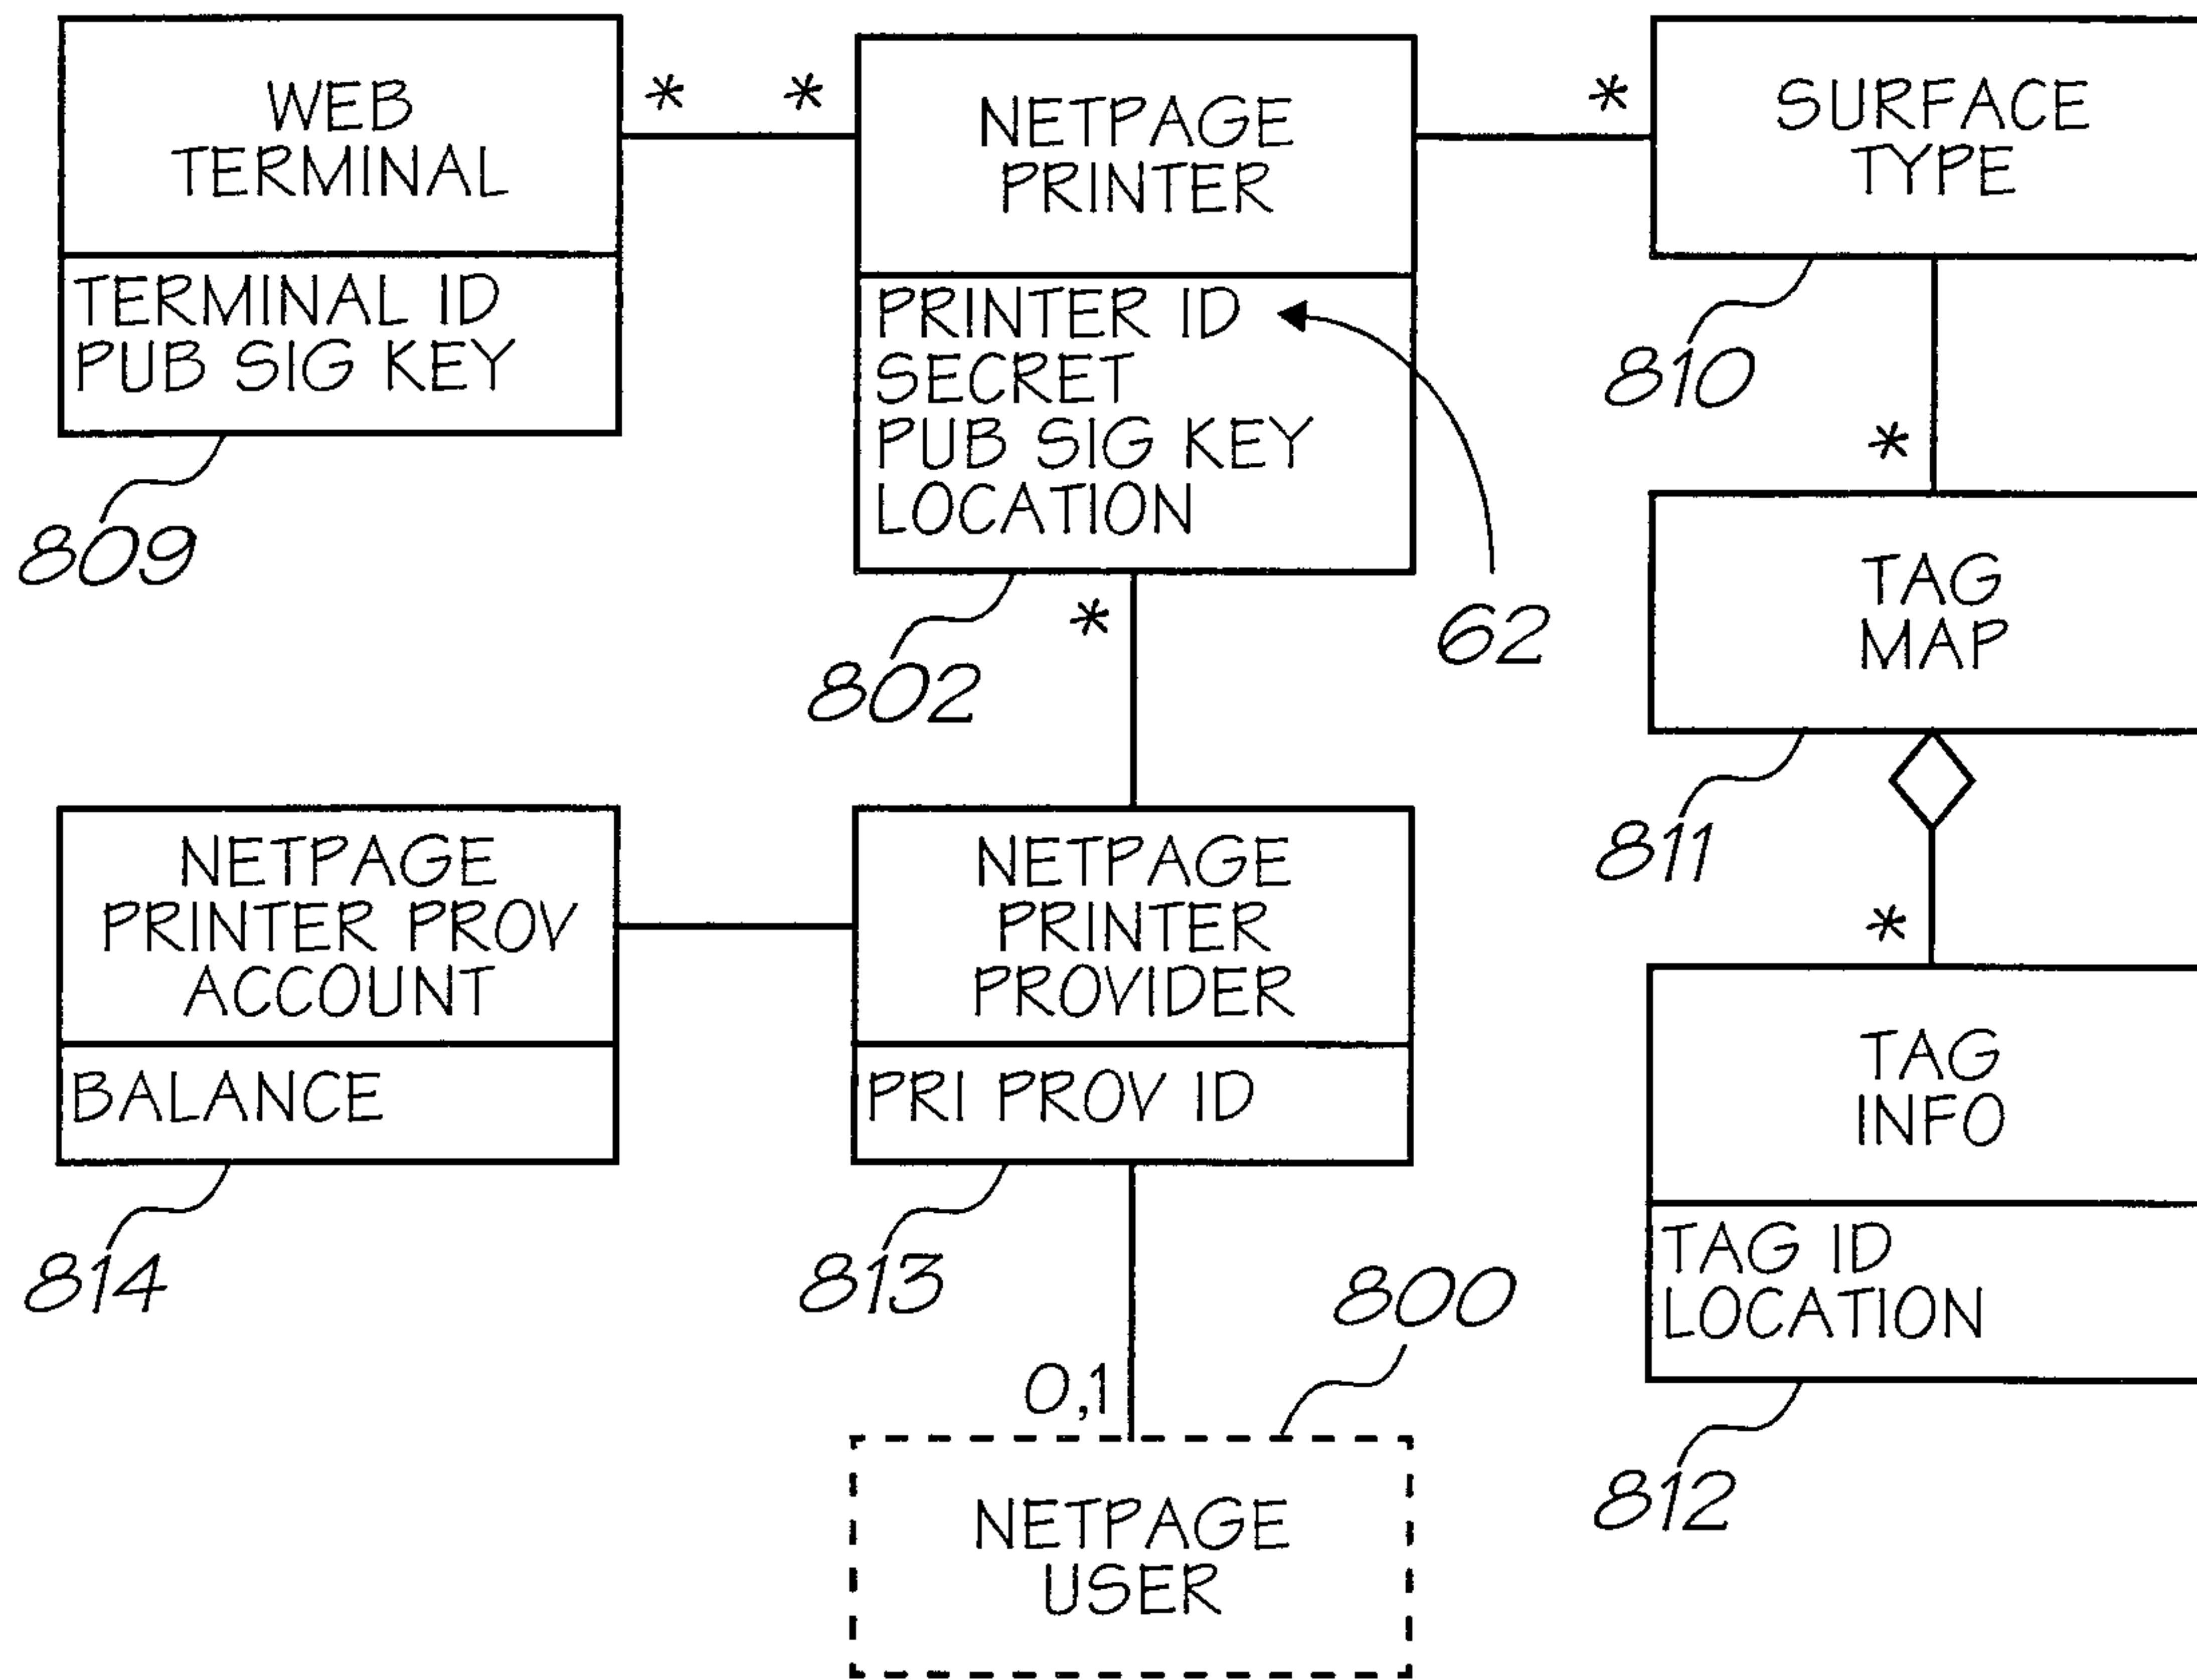 WEB
TERMINAL
TERMINAL ID
PUB SIG KEY
809
*
*
NETPAGE
PRINTER
PRINTER ID
SECRET
PUB SIG KEY
LOCATION
62
802
*
*
SURFACE
TYPE
810
*
TAG
MAP
811
*
TAG
INFO
TAG ID
LOCATION
812
NETPAGE
PRINTER PROV
ACCOUNT
BALANCE
814
NETPAGE
PRINTER
PROVIDER
PRI PROV ID
813
0,1
800
NETPAGE
USER